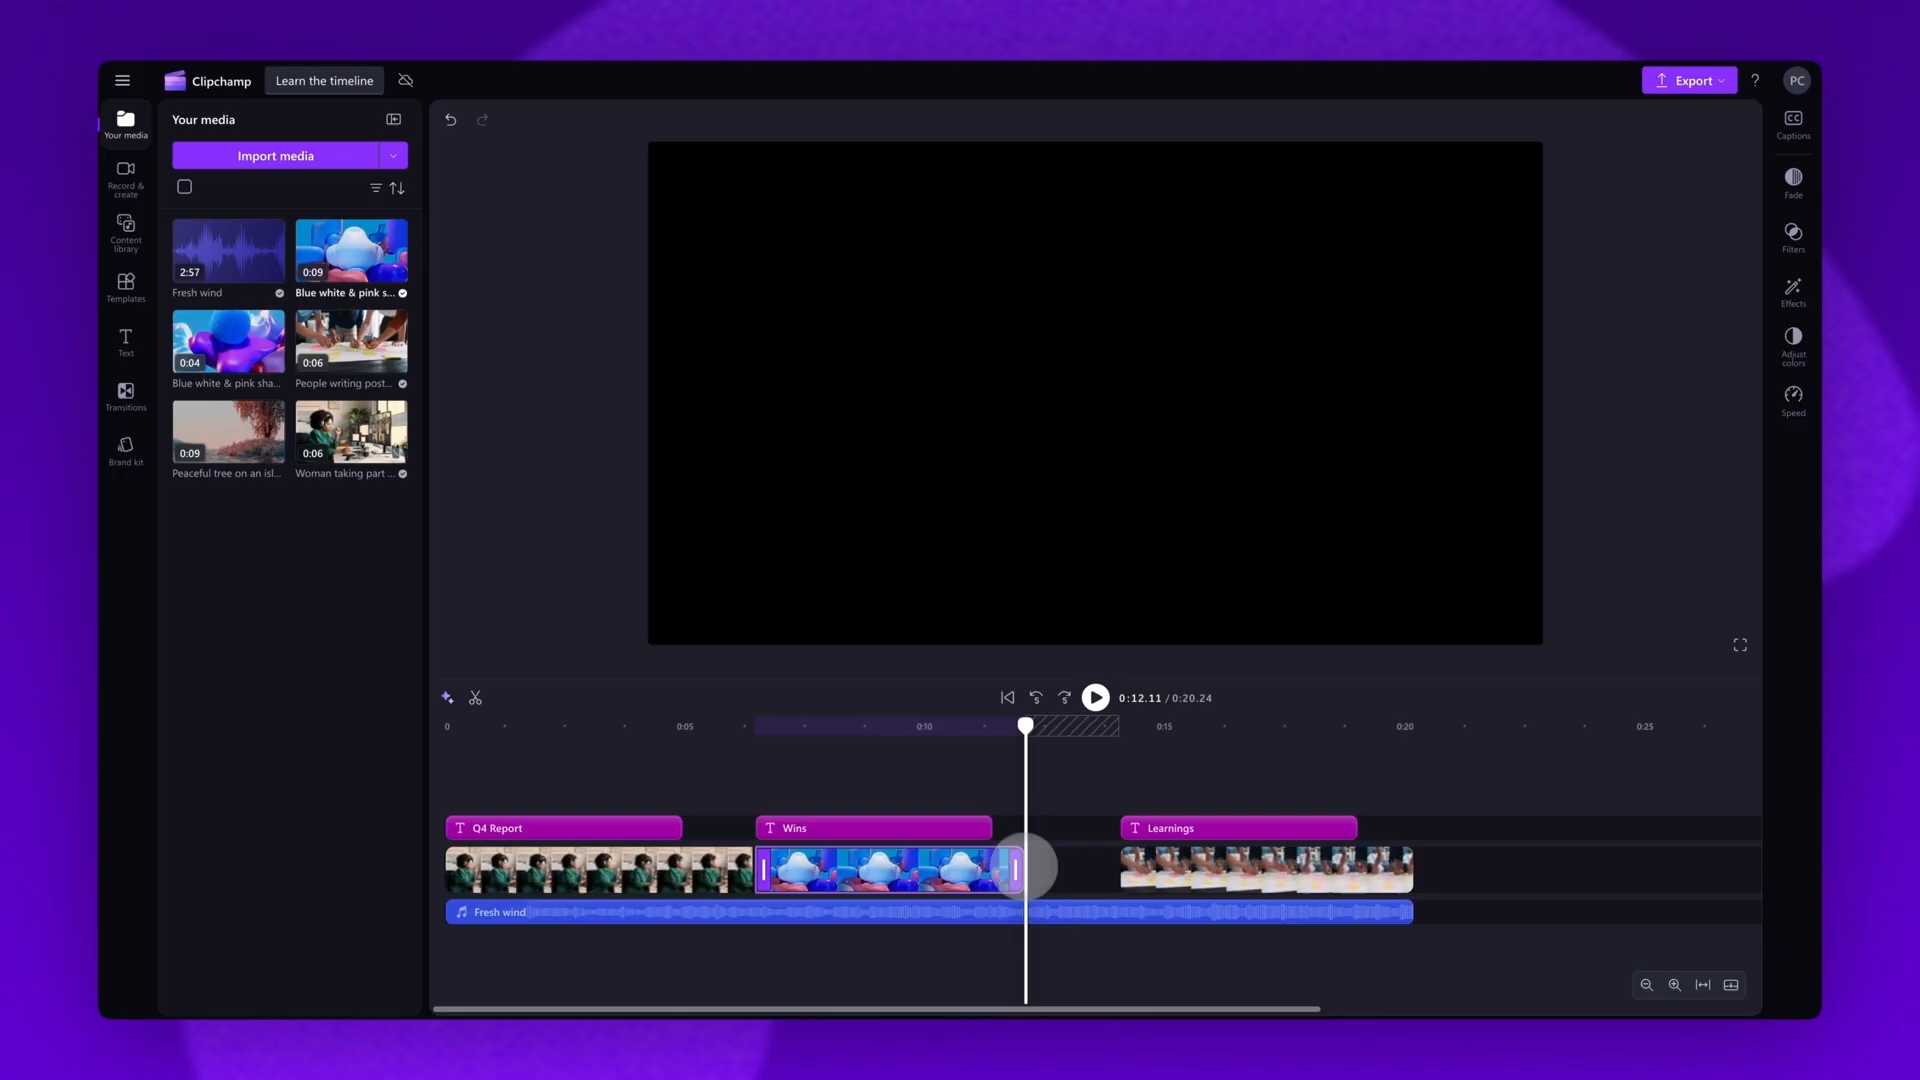 Clipchamp
Learn the timeline
Export
?
PC
Your media
Your media
Import media
Record &
create
Content
library
Templates
Text
Transitions
Brand kit
2:57
0:09
Fresh wind
Blue white & pink s...
0:04
0:06
Blue white & pink sha...
People writing post...
0:09
0:06
Peaceful tree on an isl...
Woman taking part ...
CC
Captions
Fade
Filters
Effects
Adjust
colors
Speed
5
5
0:12.11 / 0:20.24
0
0:05
0:10
0:15
0:20
0:25
T Q4 Report
T Wins
T Learnings
Fresh wind